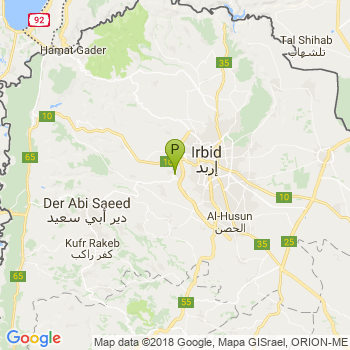 92
Hamat Gader
Tal Shihab
تلشهاب
35
10
P
Irbid
إربد
10
65
Der Abi Saeed
دير أبي سعيد
10
Al-Husun
الحصن
Kufr Rakeb
كفر راكب
35
25
65
55
55
Google
Map data ©2018 Google, Mapa GISrael, ORION-ME